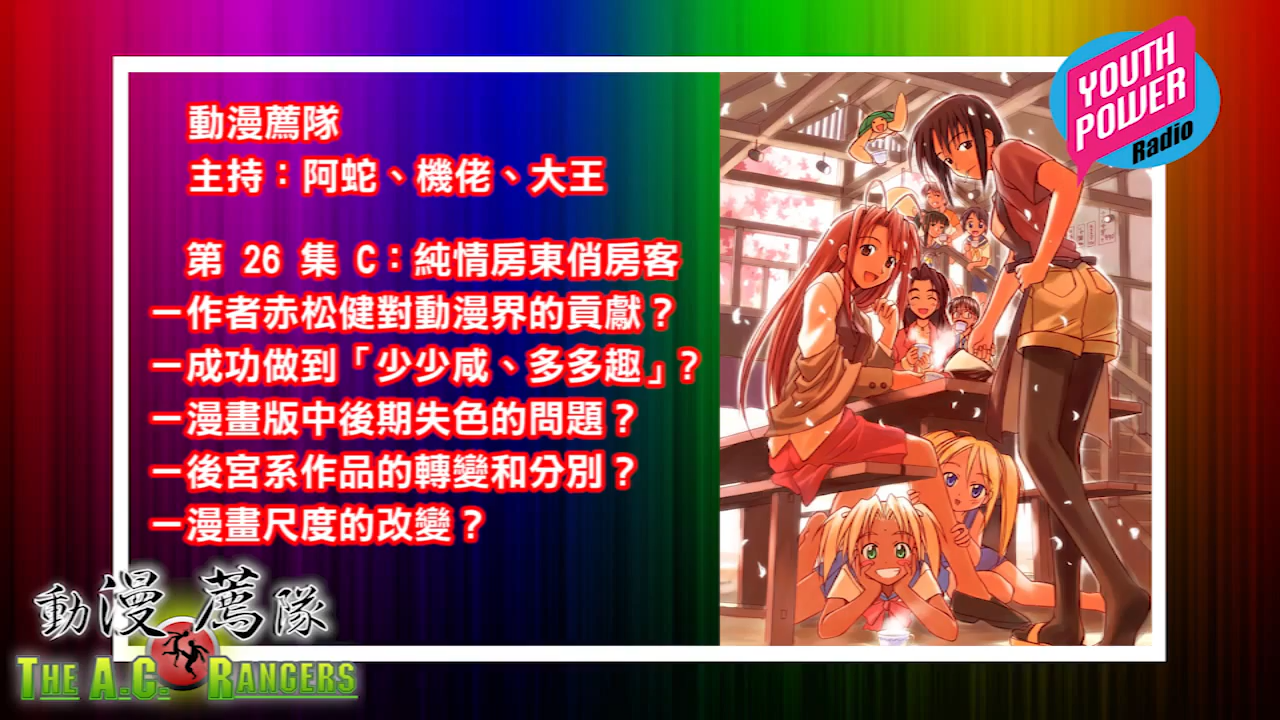 動漫薦隊
主持：阿蛇、機佬、大王
第 26 集 C：純情房東俏房客
－作者赤松健對動漫界的貢獻？
－成功做到「少少咸、多多趣」?
－漫畫版中後期失色的問題？
－後宮系作品的轉變和分別？
－漫畫尺度的改變？
YOUTH
POWER
Radio
動漫薦隊
THE A.C. RANGERS